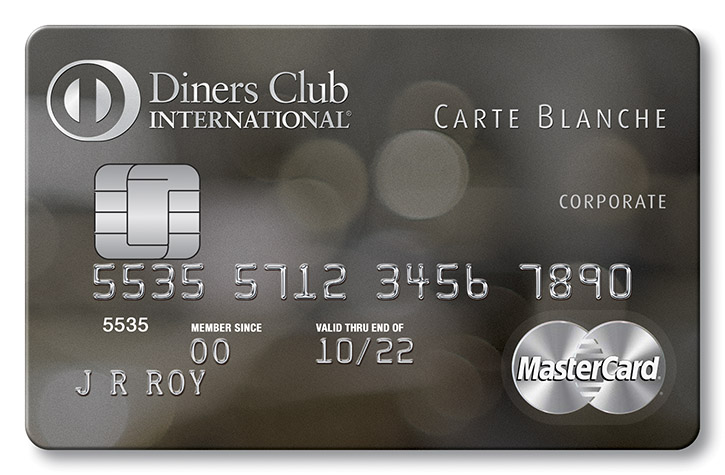 Diners Club
INTERNATIONAL®
CARTE BLANCHE
CORPORATE
5535 5712 3456 7890
5535
MEMBER SINCE
VALID THRU END OF
00
10/22
J R ROY
MasterCard